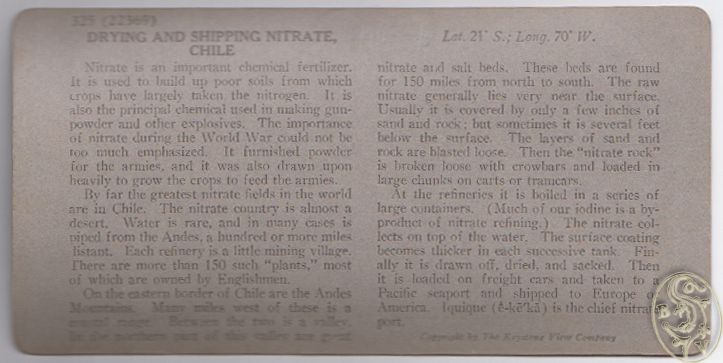 325 (22369)
DRYING AND SHIPPING NITRATE,
CHILE
Nitrate is an important chemical fertilizer.
It is used to build up poor soils from which
crops have largely taken the nitrogen. It is
also the principal chemical used in making gun-
powder and other explosives. The importance
of nitrate during the World War could not be
too much emphasized. It furnished powder
for the armies, and it was also drawn upon
heavily to grow the crops to feed the armies.
By far the greatest nitrate fields in the world
are in Chile. The nitrate country is almost a
desert. Water is rare, and in many cases is
piped from the Andes, a hundred or more miles
distant. Each refinery is a little mining village.
There are more than 150 such "plants," most
of which are owned by Englishmen.
On the eastern border of Chile are the Andes
Mountains. Many miles west of these is a
coastal range. Between the two is a valley.
In the northern part of this valley are great
Lat. 21° S.; Long. 70° W.
nitrate and salt beds. These beds are found
for 150 miles from north to south. The raw
nitrate generally lies very near the surface.
Usually it is covered by only a few inches of
sand and rock; but sometimes it is several feet
below the surface. The layers of sand and
rock are blasted loose. Then the "nitrate rock"
is broken loose with crowbars and loaded in
large chunks on carts or tramcars.
At the refineries it is boiled in a series of
large containers. (Much of our iodine is a by-
product of nitrate refining.) The nitrate col-
lects on top of the water. The surface coating
becomes thicker in each successive tank. Fin-
ally it is drawn off, dried, and sacked. Then
it is loaded on freight cars and taken to a
Pacific seaport and shipped to Europe or
America. Iquique (ê-kē'kā) is the chief nitrate
port.
Copyright by The Keystone View Company